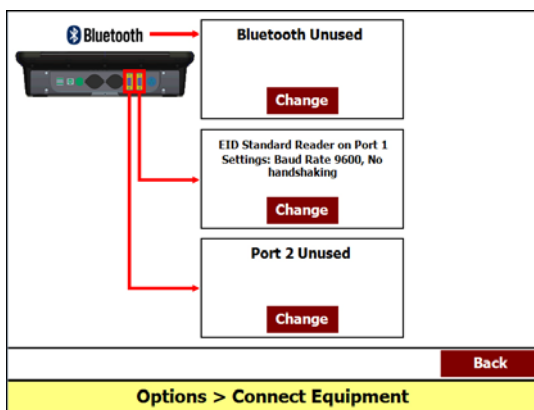 Bluetooth
Bluetooth Unused
Change
EID Standard Reader on Port 1
Settings: Baud Rate 9600, No
handshaking
Change
Port 2 Unused
Change
Back
Options > Connect Equipment